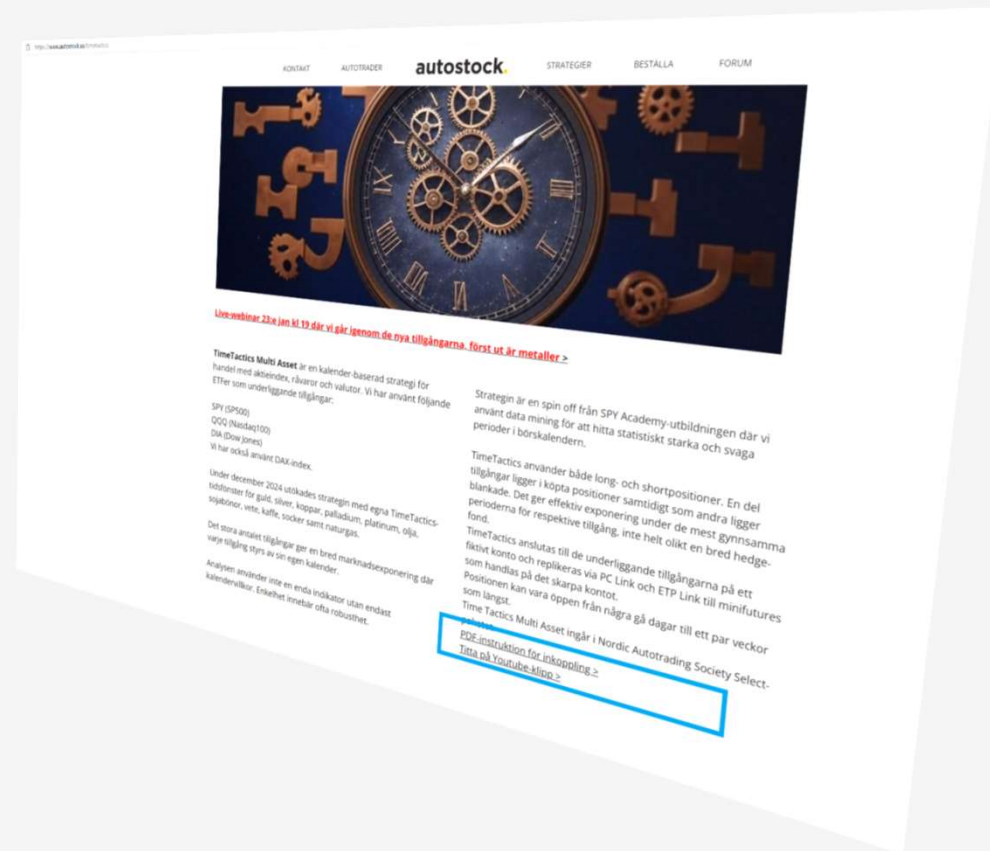 https://www.autostock.se/timetactics
KONTAKT
AUTOTRADER
autostock.
STRATEGIER
BESTÄLLA
FORUM
Live-webinar 23:e jan kl 19 där vi går igenom de nya tillgångarna, först ut är metaller >
TimeTactics Multi Asset är en kalender-baserad strategi för
handel med aktieindex, råvaror och valutor. Vi har använt följande
ETFer som underliggande tillgångar:
SPY (SP500)
QQQ (Nasdaq100)
DIA (Dow Jones)
Vi har också använt DAX-index.
Under december 2024 utökades strategin med egna TimeTactics-
tidsfönster för guld, silver, koppar, palladium, platinum, olja,
sojabönor, vete, kaffe, socker samt naturgas.
Det stora antalet tillgångar ger en bred marknadsexponering där
varje tillgång styrs av sin egen kalender.
Analysen använder inte en enda indikator utan endast
kalendervillkor. Enkelhet innebär ofta robusthet.
Strategin är en spin off från SPY Academy-utbildningen där vi
använt data mining för att hitta statistiskt starka och svaga
perioder i börskalendern.
TimeTactics använder både long- och shortpositioner. En del
tillgångar ligger i köpta positioner samtidigt som andra ligger
blankade. Det ger effektiv exponering under de mest gynnsamma
perioderna för respektive tillgång, inte helt olikt en bred hedge-
fond.
TimeTactics anslutas till de underliggande tillgångarna på ett
fiktivt konto och replikeras via PC Link och ETP Link till minifutures
som handlas på det skarpa kontot.
Positionen kan vara öppen från några gå dagar till ett par veckor
som längst.
Time Tactics Multi Asset ingår i Nordic Autotrading Society Select-
paketet.
PDF-instruktion för inkoppling >
Titta på Youtube-klipp >